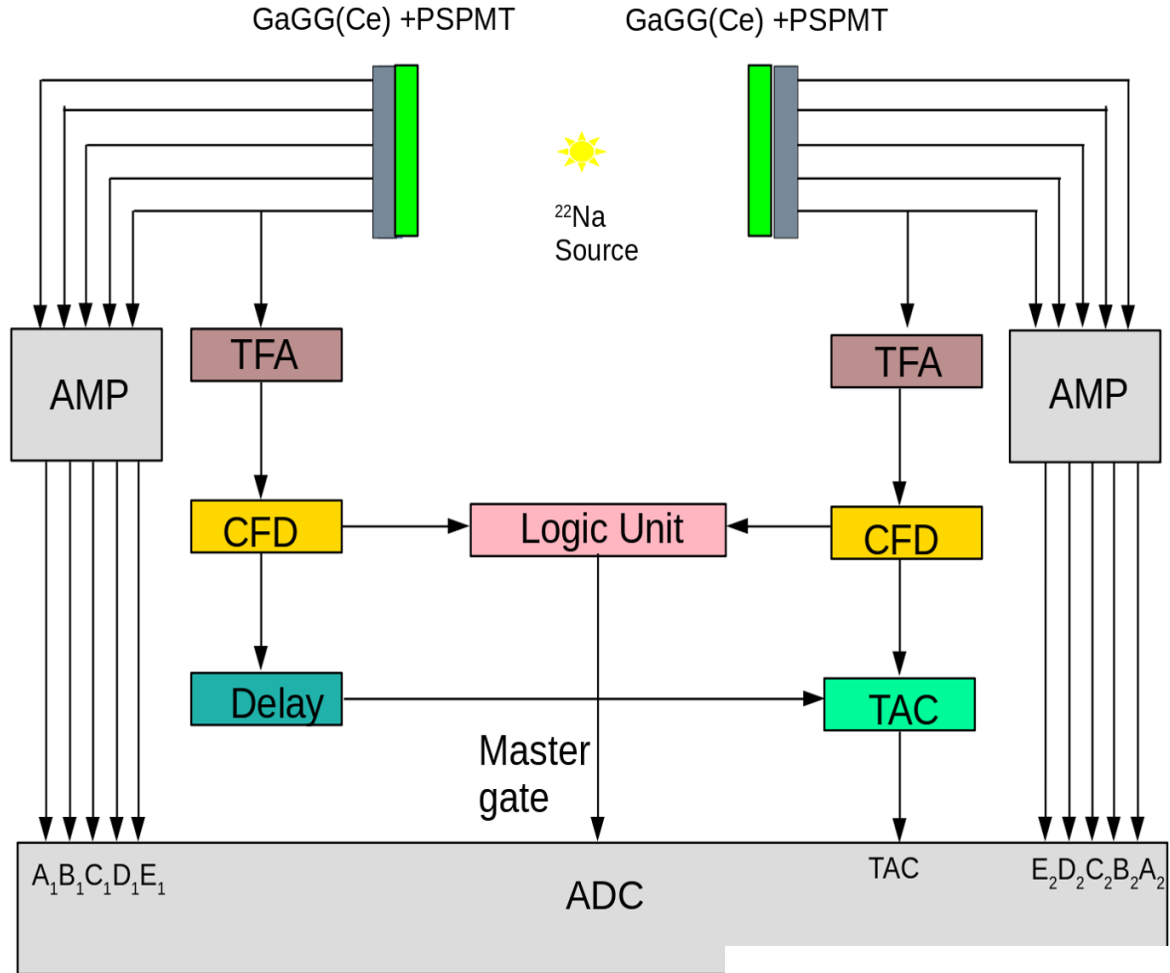 GaGG(Ce) +PSPMT
GaGG(Ce) +PSPMT
²²Na
Source
TFA
TFA
AMP
AMP
CFD
Logic Unit
CFD
Delay
TAC
Master
gate
A₁B₁C₁D₁E₁
TAC
E₂D₂C₂B₂A₂
ADC